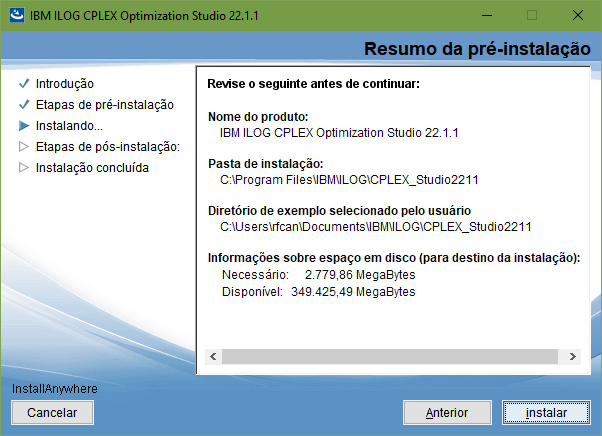 IBM ILOG CPLEX Optimization Studio 22.1.1
Resumo da pré-instalação
Introdução
Etapas de pré-instalação
Instalando...
Etapas de pós-instalação:
Instalação concluída
Revise o seguinte antes de continuar:
Nome do produto:
IBM ILOG CPLEX Optimization Studio 22.1.1
Pasta de instalação:
C:\Program Files\IBM\ILOG\CPLEX_Studio2211
Diretório de exemplo selecionado pelo usuário
C:\Users\rfcan\Documents\IBM\ILOG\CPLEX_Studio2211
Informações sobre espaço em disco (para destino da instalação):
Necessário: 2.779,86 MegaBytes
Disponível: 349.425,49 MegaBytes
InstallAnywhere
Cancelar
Anterior
instalar